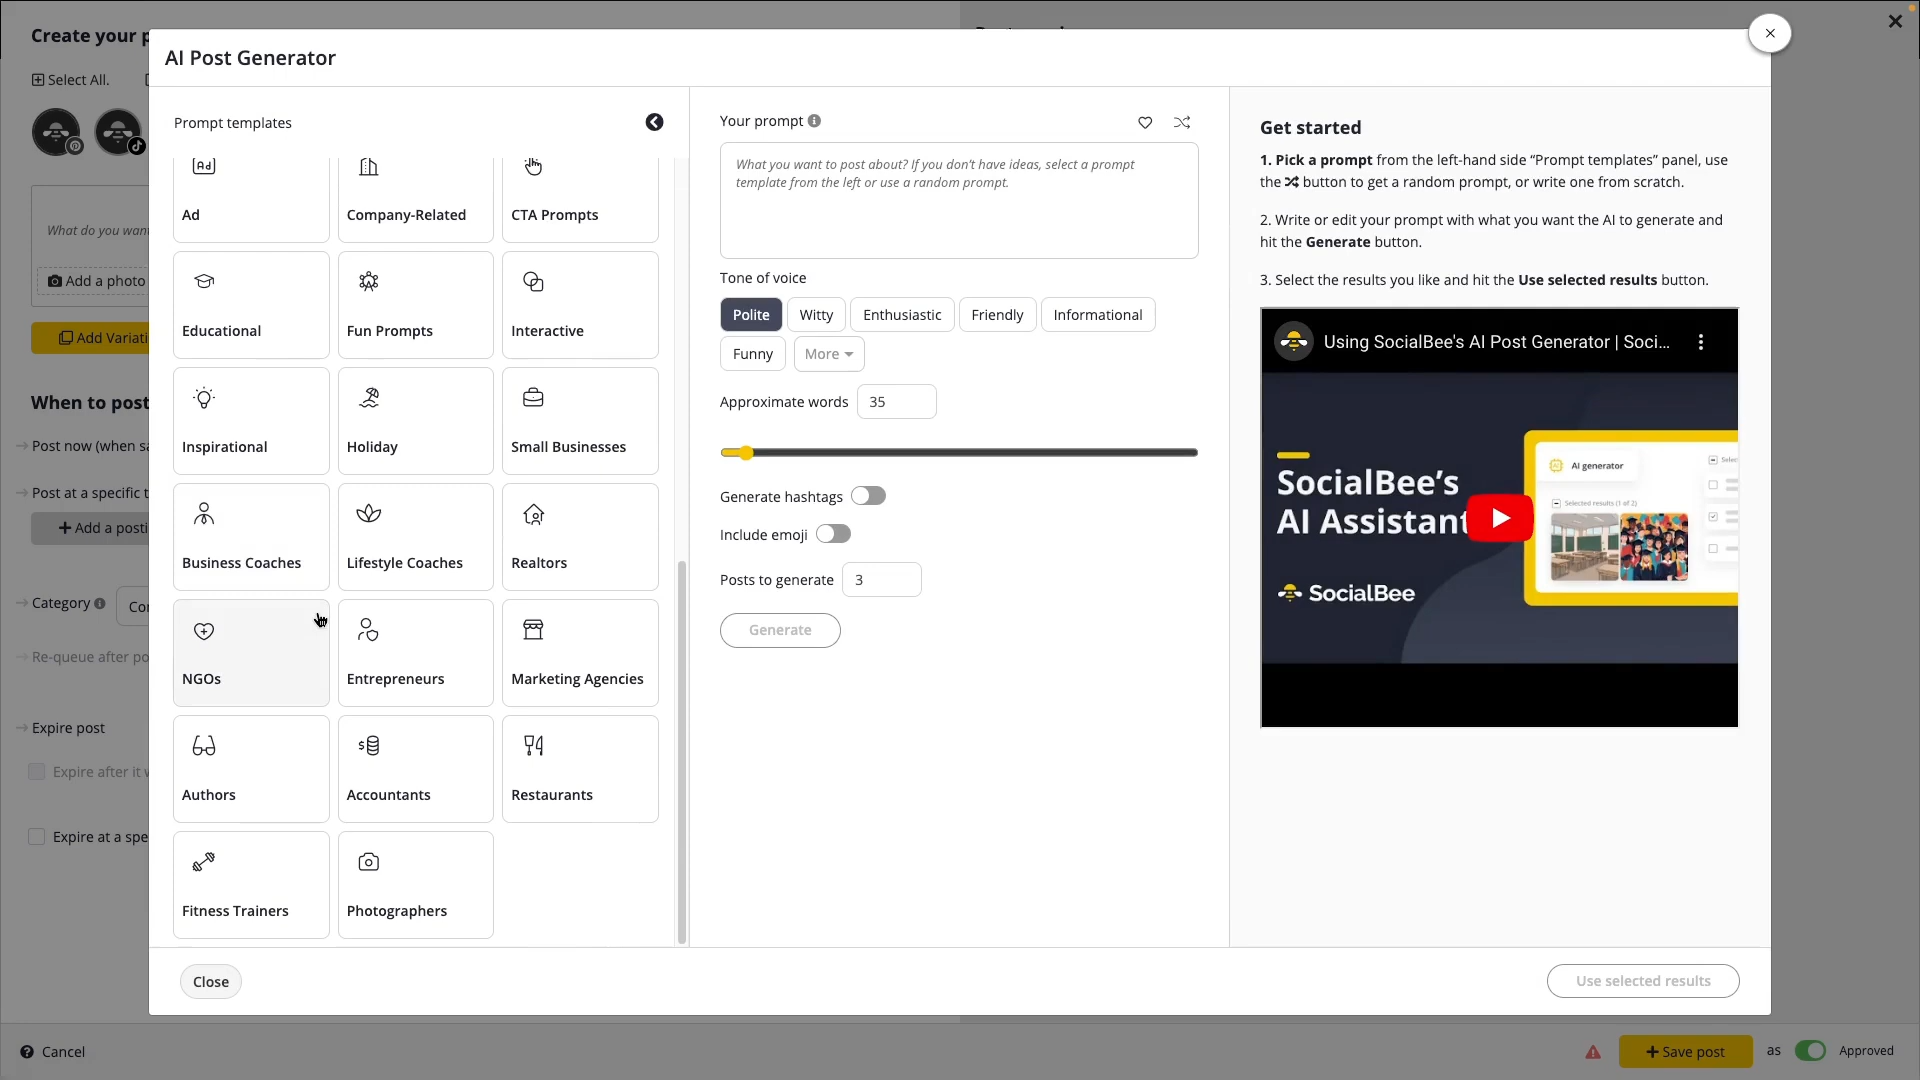 Create your p
Select All.
What do you want
Add a photo
Add Variati
When to post
Post now (when sa
Post at a specific t
Add a posti
Category
Con
Re-queue after po
Expire post
Expire after it w
Expire at a spe
Cancel
Save post
as
Approved
AI Post Generator
Prompt templates
Ad
Ad
Company-Related
CTA Prompts
Educational
Fun Prompts
Interactive
Inspirational
Holiday
Small Businesses
Business Coaches
Lifestyle Coaches
Realtors
NGOs
Entrepreneurs
Marketing Agencies
Authors
Accountants
Restaurants
Fitness Trainers
Photographers
Close
Your prompt
What you want to post about? If you don't have ideas, select a prompt
template from the left or use a random prompt.
Tone of voice
Polite
Witty
Enthusiastic
Friendly
Informational
Funny
More
Approximate words
35
Generate hashtags
Include emoji
Posts to generate
3
Generate
Get started
1. Pick a prompt from the left-hand side “Prompt templates” panel, use
the button to get a random prompt, or write one from scratch.
2. Write or edit your prompt with what you want the AI to generate and
hit the Generate button.
3. Select the results you like and hit the Use selected results button.
Using SocialBee's AI Post Generator | Soci...
SocialBee's
AI Assistant
SocialBee
AI generator
Selected results (1 of 2)
Use selected results